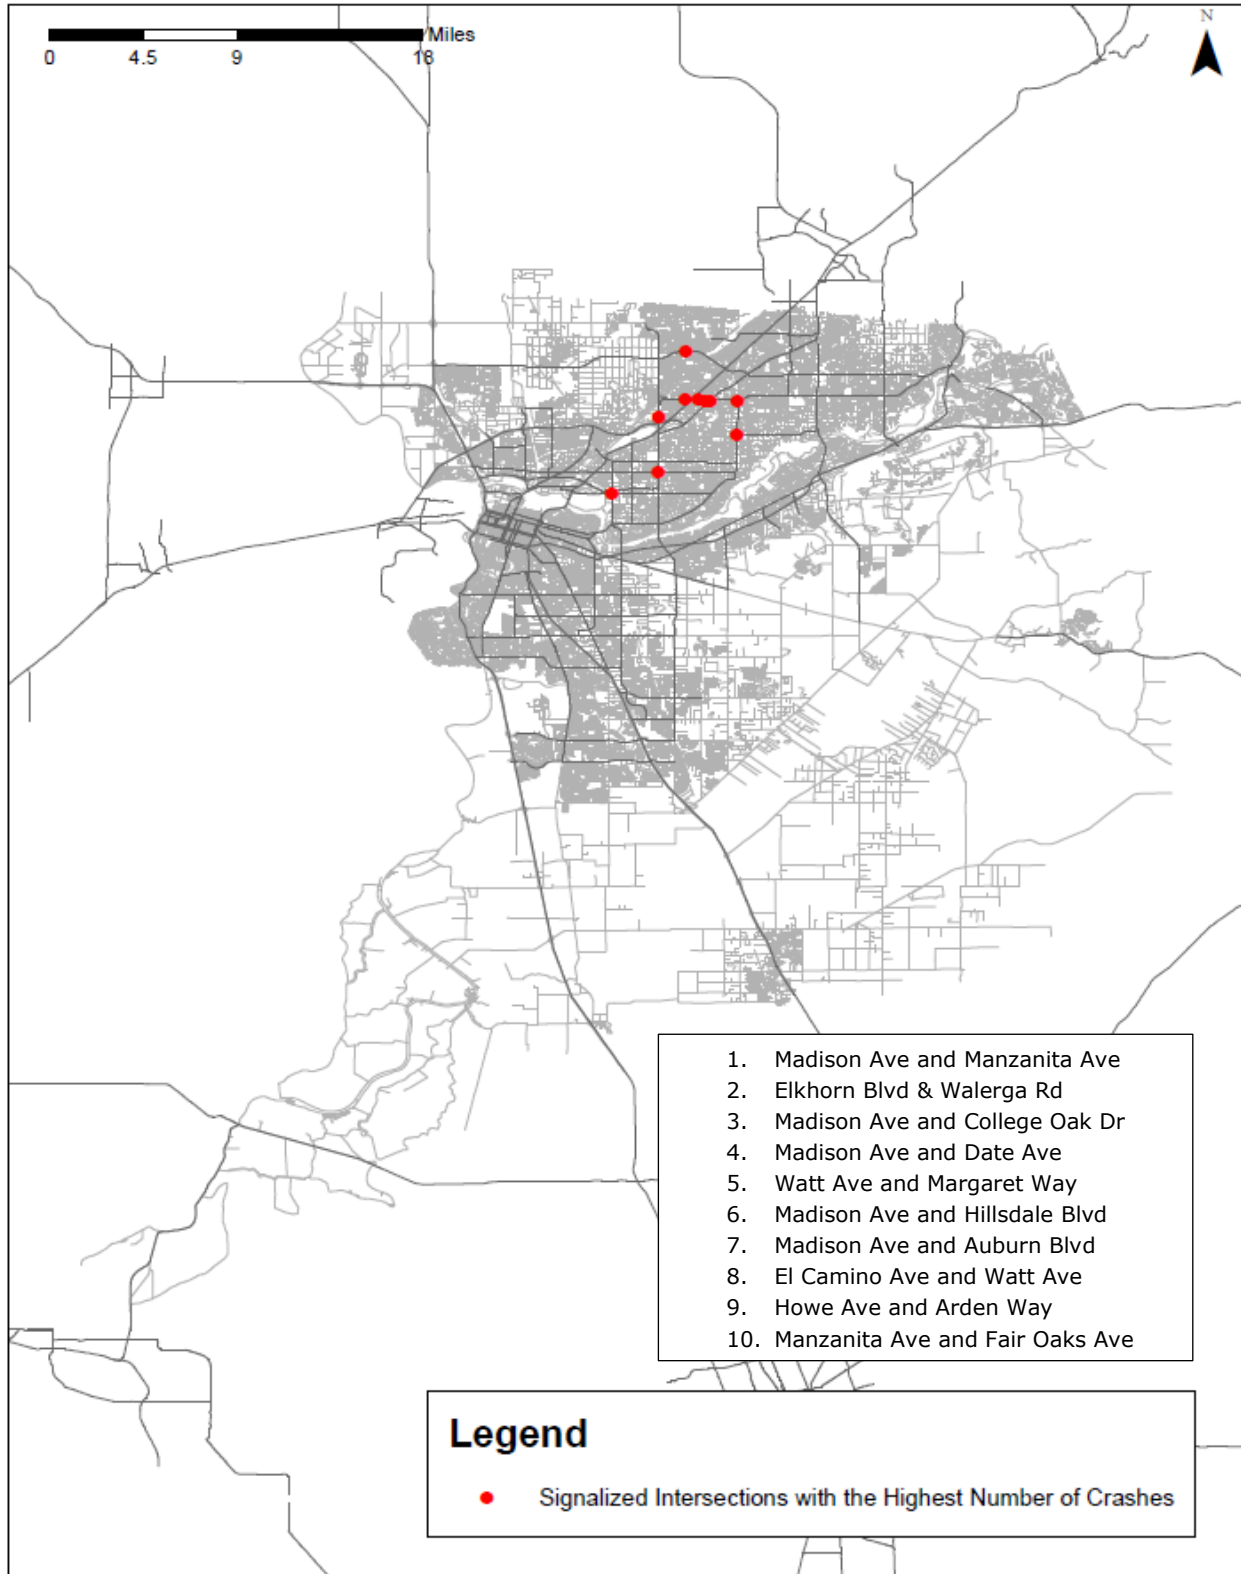 N
Miles
0 4.5 9 18
1. Madison Ave and Manzanita Ave
2. Elkhorn Blvd & Walerga Rd
3. Madison Ave and College Oak Dr
4. Madison Ave and Date Ave
5. Watt Ave and Margaret Way
6. Madison Ave and Hillsdale Blvd
7. Madison Ave and Auburn Blvd
8. El Camino Ave and Watt Ave
9. Howe Ave and Arden Way
10. Manzanita Ave and Fair Oaks Ave
Legend
Signalized Intersections with the Highest Number of Crashes